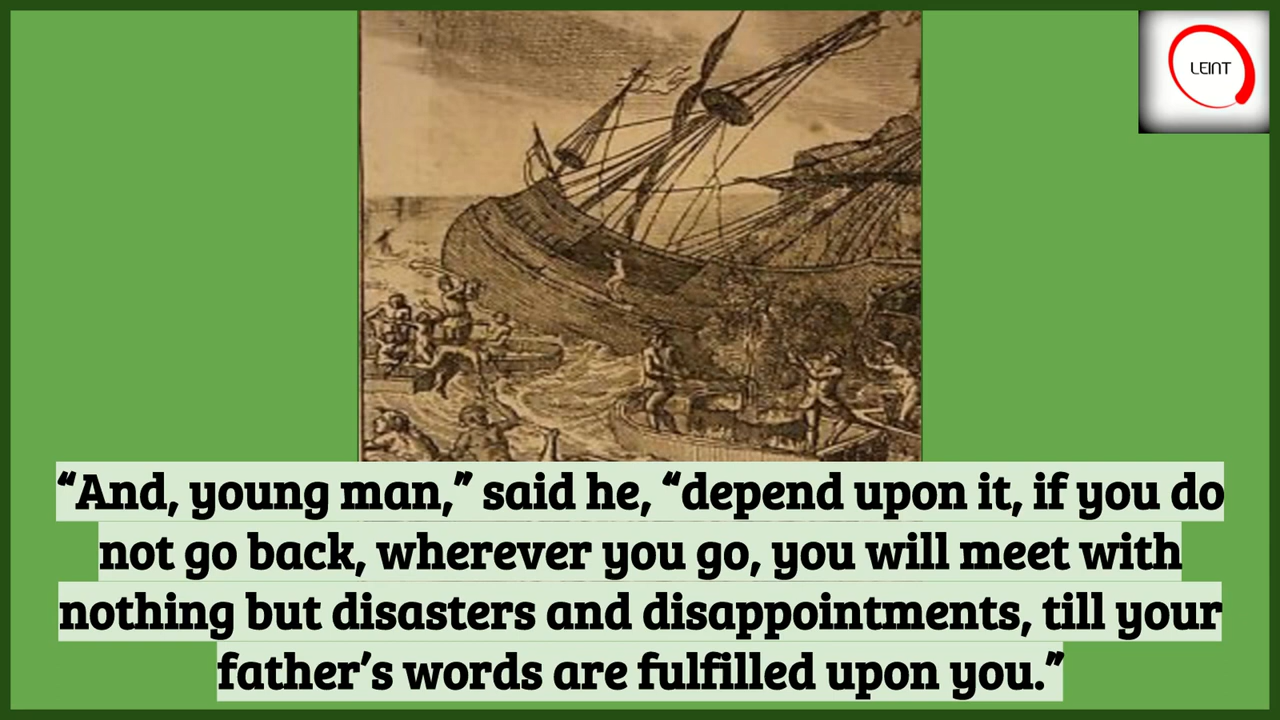 LEINT
“And, young man,” said he, “depend upon it, if you do
not go back, wherever you go, you will meet with
nothing but disasters and disappointments, till your
father’s words are fulfilled upon you.”